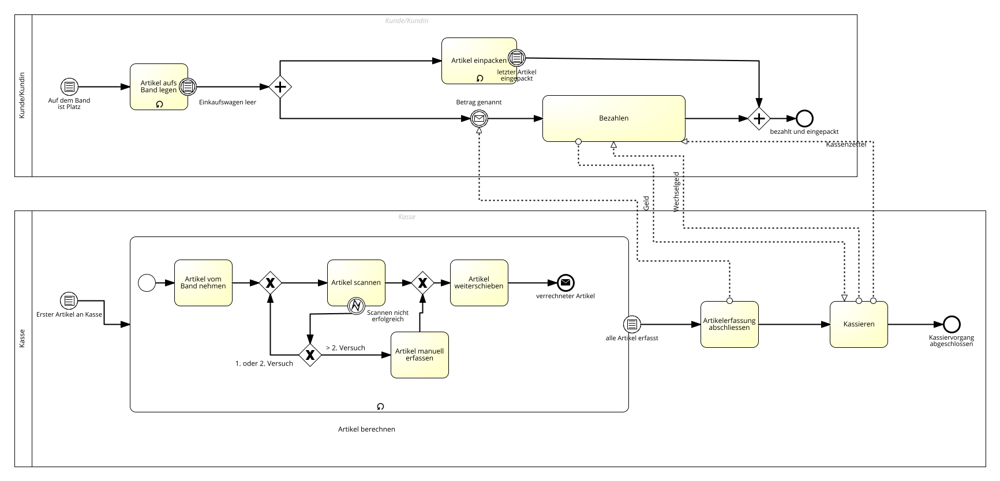 Kunde/Kundin
Kunde/Kundin
Auf dem Band
ist Platz
Artikel aufs
Band legen
Einkaufswagen leer
Artikel einpacken
letzter Artikel
eingepackt
Betrag genannt
Bezahlen
bezahlt und eingepackt
Kassenzettel
Geld
Wechselgeld
Kasse
Kasse
Erster Artikel an Kasse
Artikel vom
Band nehmen
Artikel scannen
Scannen nicht
erfolgreich
Artikel
weiterschieben
verrechneter Artikel
> 2. Versuch
1. oder 2. Versuch
Artikel manuell
erfassen
Artikel berechnen
alle Artikel erfasst
Artikelerfassung
abschliessen
Kassieren
Kassiervorgang
abgeschlossen